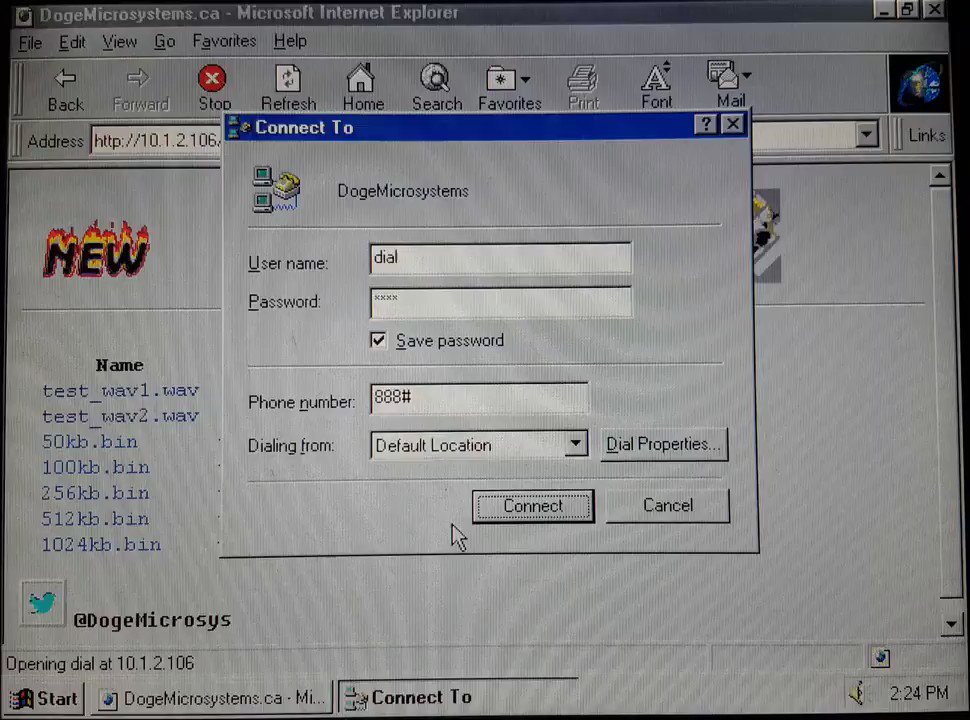 DogeMicrosystems.ca - Microsoft Internet Explorer
File Edit View Go Favorites Help
Back Forward Stop Refresh Home Search Favorites Print Font Mail
Address http://10.1.2.106/ Links
Connect To
DogeMicrosystems
NEW
User name: dial
Password: ****
Save password
Phone number: 888#
Dialing from: Default Location Dial Properties...
Connect Cancel
Name
test_wav1.wav
test_wav2.wav
50kb.bin
100kb.bin
256kb.bin
512kb.bin
1024kb.bin
@DogeMicrosys
Opening dial at 10.1.2.106
Start DogeMicrosystems.ca - Mi... Connect To 2:24 PM